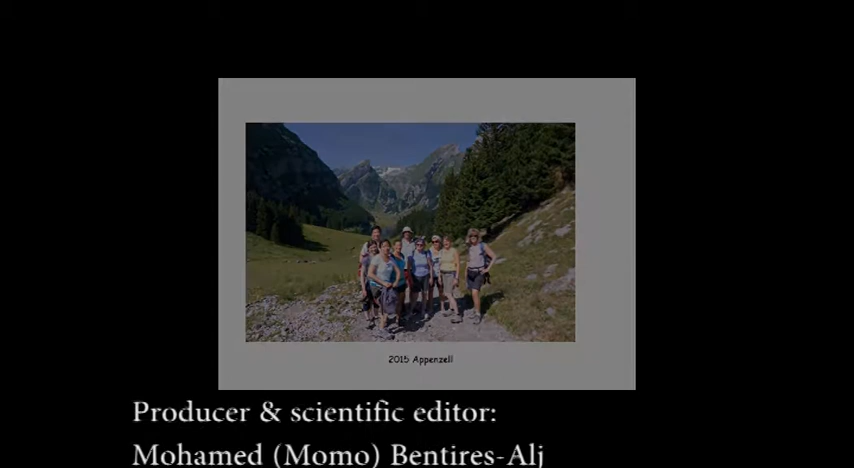 2015 Appenzell
Producer & scientific editor:
Mohamed (Momo) Bentires-Alj